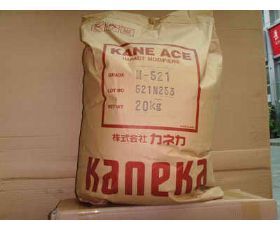 KANE ACE
IMPACT MODIFIERS
GRADE M-521
LOT NO 521N253
NET WT 20kg
株式会社 カネカ
Kaneka